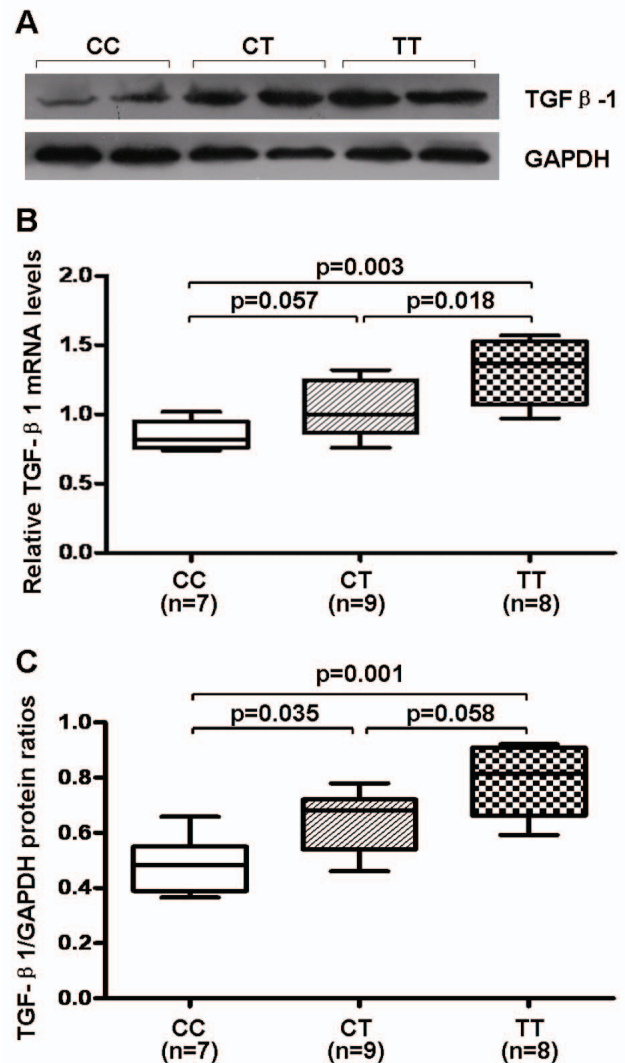 A
CC CT TT
TGFβ-1
GAPDH
B
p=0.003
p=0.057 p=0.018
Relative TGF-β1 mRNA levels
2.0
1.5
1.0
0.5
0.0
CC CT TT
(n=7) (n=9) (n=8)
C
p=0.001
p=0.035 p=0.058
TGF-β1/GAPDH protein ratios
1.0
0.8
0.6
0.4
0.2
0.0
CC CT TT
(n=7) (n=9) (n=8)